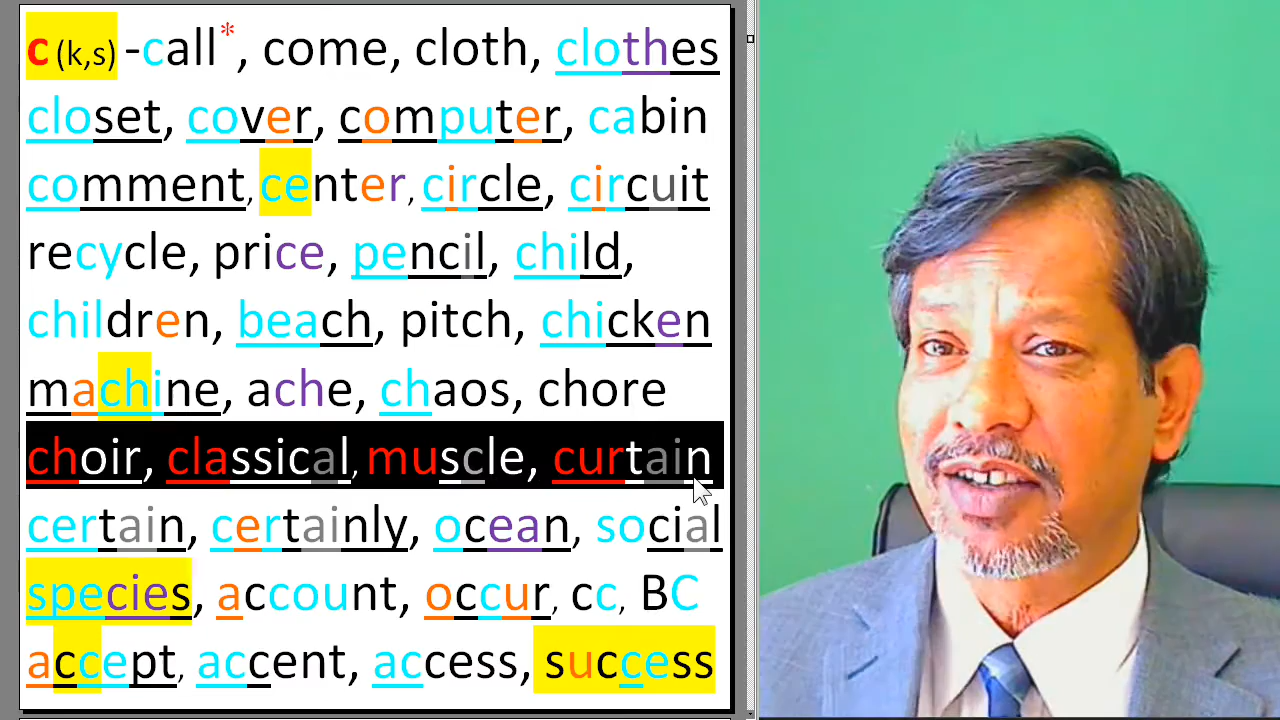 c (k,s) -call*, come, cloth, clothes
closet, cover, computer, cabin
comment, center, circle, circuit
recycle, price, pencil, child,
children, beach, pitch, chicken
machine, ache, chaos, chore
choir, classical, muscle, curtain
certain, certainly, ocean, social
species, account, occur, cc, BC
accept, accent, access, success